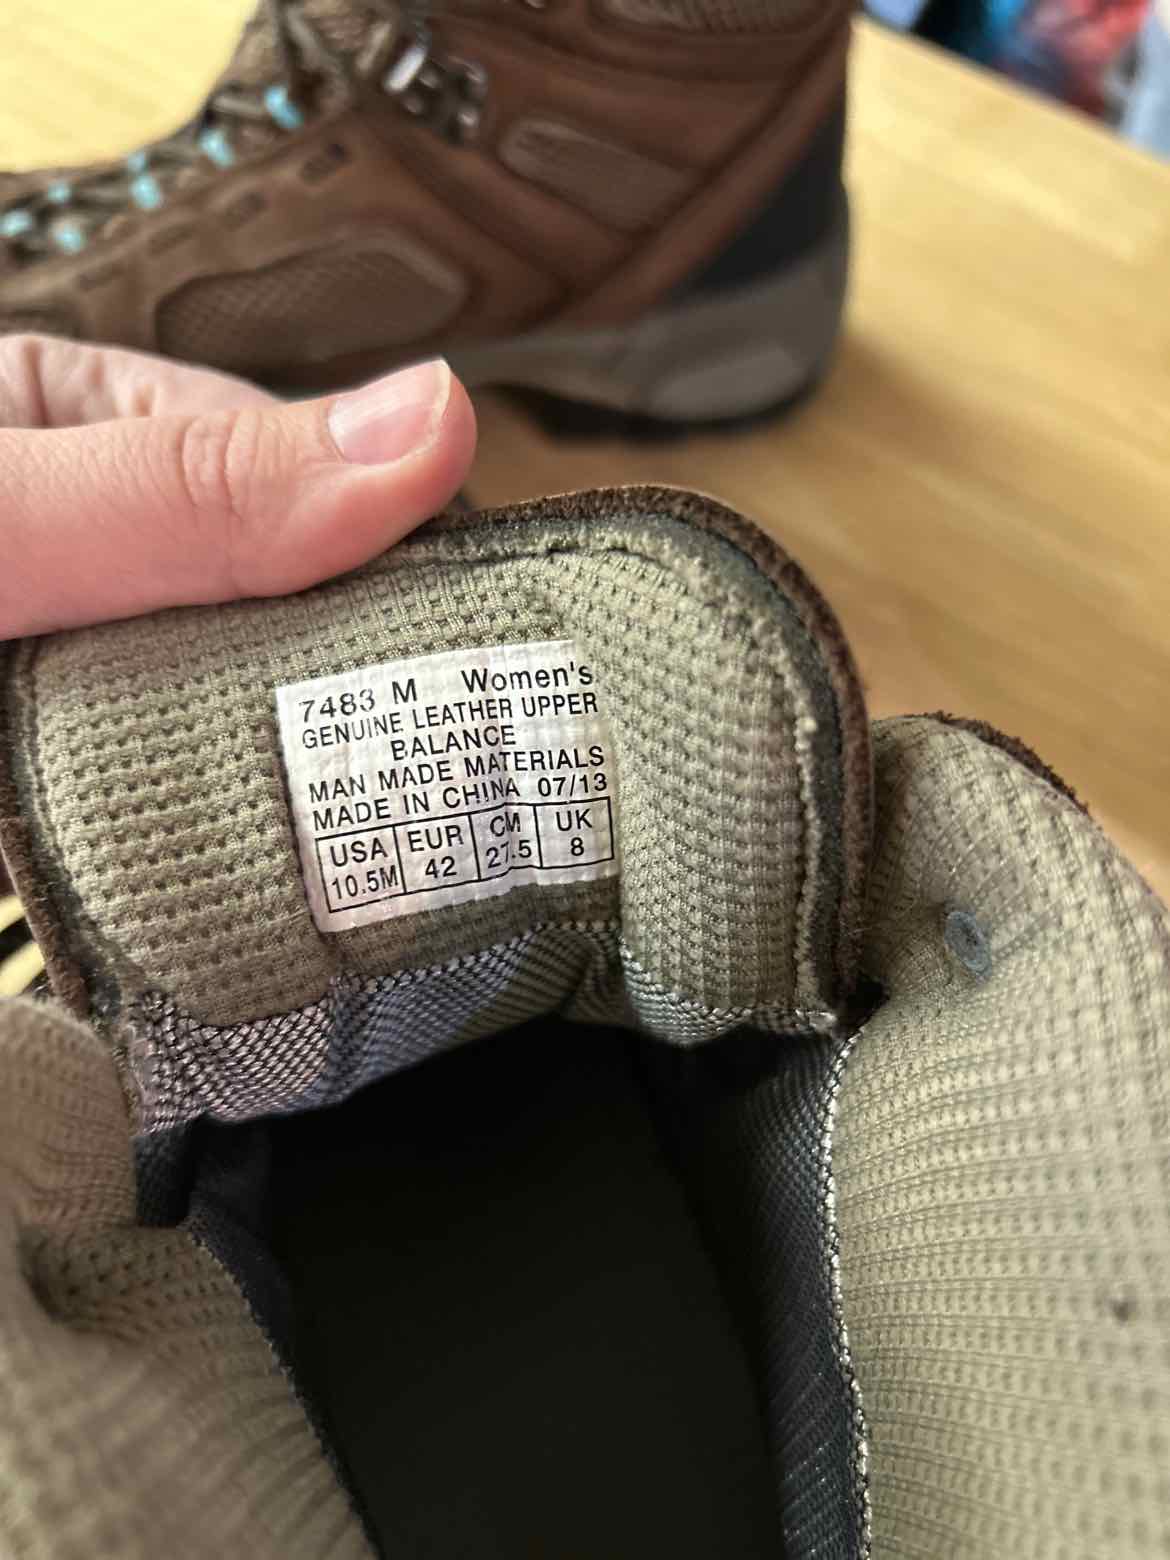 7483 M Women's
GENUINE LEATHER UPPER
BALANCE
MAN MADE MATERIALS
MADE IN CHINA 07/13
USA EUR CM UK
10.5M 42 27.5 8